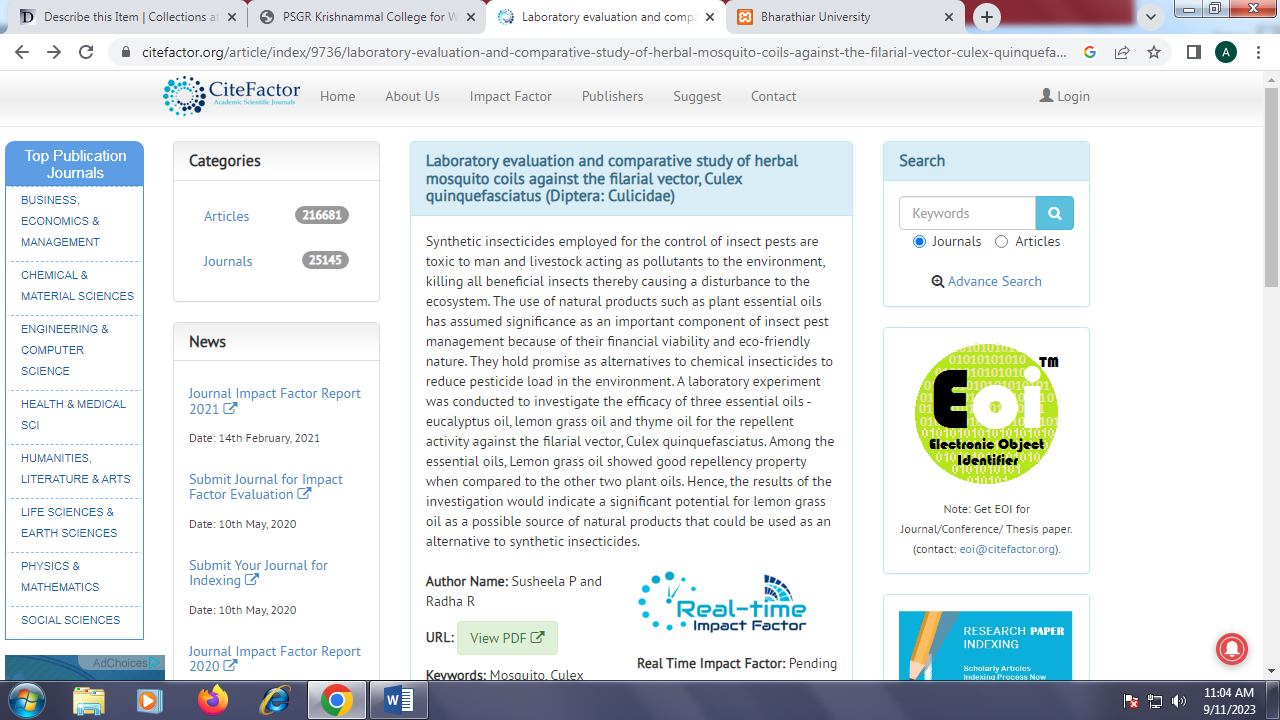 Describe this Item | Collections at
PSGR Krishnammal College for W
Laboratory evaluation and compa
Bharathiar University
citefactor.org/article/index/9736/laboratory-evaluation-and-comparative-study-of-herbal-mosquito-coils-against-the-filarial-vector-culex-quinquefa...
A
CiteFactor
Academic Scientific Journals
Home
About Us
Impact Factor
Publishers
Suggest
Contact
Login
Top Publication
Journals
BUSINESS,
ECONOMICS &
MANAGEMENT
CHEMICAL &
MATERIAL SCIENCES
ENGINEERING &
COMPUTER
SCIENCE
HEALTH & MEDICAL
SCI
HUMANITIES,
LITERATURE & ARTS
LIFE SCIENCES &
EARTH SCIENCES
PHYSICS &
MATHEMATICS
SOCIAL SCIENCES
AdChoices
Categories
Articles 216681
Journals 25145
News
Journal Impact Factor Report
2021
Date: 14th February, 2021
Submit Journal for Impact
Factor Evaluation
Date: 10th May, 2020
Submit Your Journal for
Indexing
Date: 10th May, 2020
Journal Impact Factor Report
2020
Laboratory evaluation and comparative study of herbal
mosquito coils against the filarial vector, Culex
quinquefasciatus (Diptera: Culicidae)
Synthetic insecticides employed for the control of insect pests are
toxic to man and livestock acting as pollutants to the environment,
killing all beneficial insects thereby causing a disturbance to the
ecosystem. The use of natural products such as plant essential oils
has assumed significance as an important component of insect pest
management because of their financial viability and eco-friendly
nature. They hold promise as alternatives to chemical insecticides to
reduce pesticide load in the environment. A laboratory experiment
was conducted to investigate the efficacy of three essential oils -
eucalyptus oil, lemon grass oil and thyme oil for the repellent
activity against the filarial vector, Culex quinquefasciatus. Among the
essential oils, Lemon grass oil showed good repellency property
when compared to the other two plant oils. Hence, the results of the
investigation would indicate a significant potential for lemon grass
oil as a possible source of natural products that could be used as an
alternative to synthetic insecticides.
Author Name: Susheela P and
Radha R
URL: View PDF
Keywords: Mosquito, Culex
Real-time
Impact Factor
Real Time Impact Factor: Pending
Search
Keywords
Journals Articles
Advance Search
Eoi TM
Electronic Object
Identifier
Note: Get EOI for
Journal/Conference/ Thesis paper.
(contact: eoi@citefactor.org).
RESEARCH PAPER
INDEXING
Scholarly Articles
Indexing Process Now
11:04 AM
9/11/2023